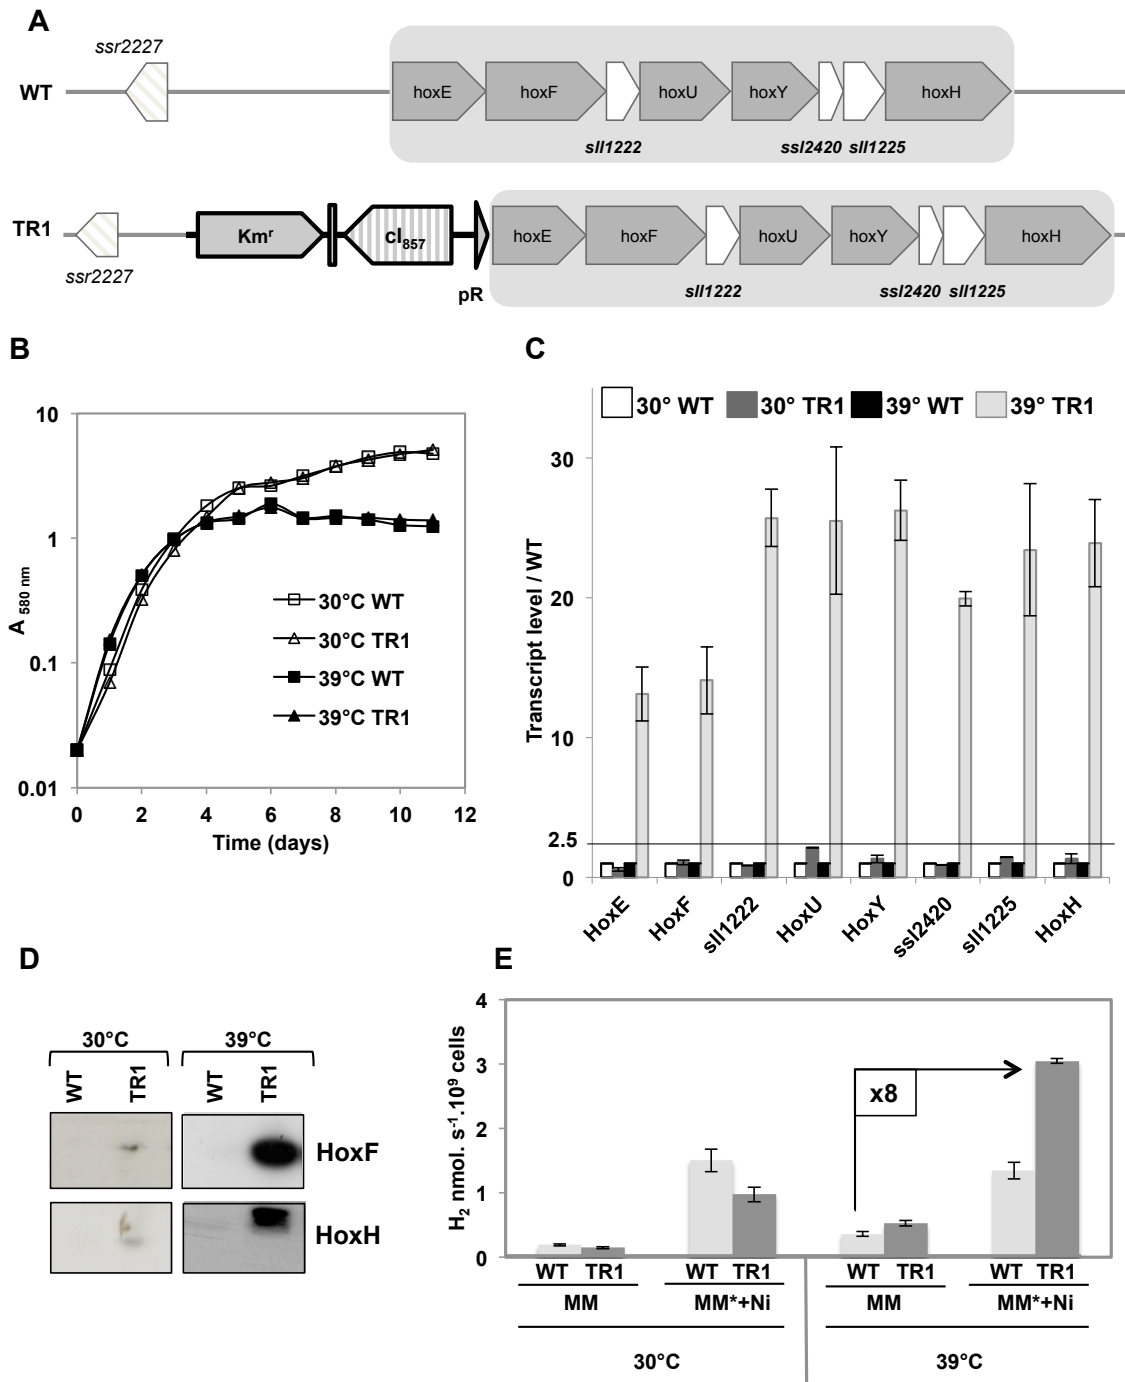 A
ssr2227
WT
hoxE hoxF hoxU hoxY hoxH
sll1222 ssl2420 sll1225
TR1
Kmʳ cI₈₅₇ hoxE hoxF hoxU hoxY hoxH
ssr2227
pR
sll1222 ssl2420 sll1225
B
A 580 nm
10
1
0.1
0.01
0 2 4 6 8 10 12
Time (days)
30°C WT
30°C TR1
39°C WT
39°C TR1
C
30° WT 30° TR1 39° WT 39° TR1
Transcript level / WT
30
20
10
2.5
0
HoxE HoxF sll1222 HoxU HoxY ssl2420 sll1225 HoxH
D
30°C 39°C
WT TR1 WT TR1
HoxF
HoxH
E
H₂ nmol. s⁻¹.10⁹ cells
4
3
2
1
0
x8
WT TR1 WT TR1 WT TR1 WT TR1
MM MM*+Ni MM MM*+Ni
30°C 39°C